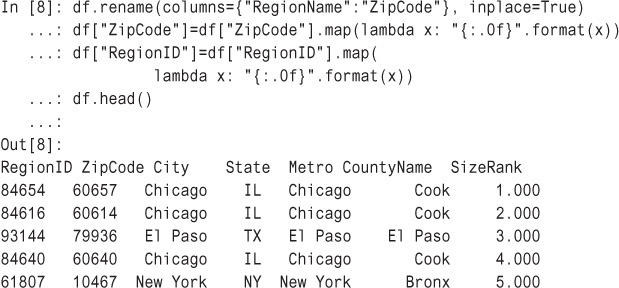 In [8]: df.rename(columns={"RegionName":"ZipCode"}, inplace=True)
...: df["ZipCode"]=df["ZipCode"].map(lambda x: "{:.0f}".format(x))
...: df["RegionID"]=df["RegionID"].map(
lambda x: "{:.0f}".format(x))
...: df.head()
...:
Out[8]:
RegionID ZipCode City State Metro CountyName SizeRank
84654 60657 Chicago IL Chicago Cook 1.000
84616 60614 Chicago IL Chicago Cook 2.000
93144 79936 El Paso TX El Paso El Paso 3.000
84640 60640 Chicago IL Chicago Cook 4.000
61807 10467 New York NY New York Bronx 5.000